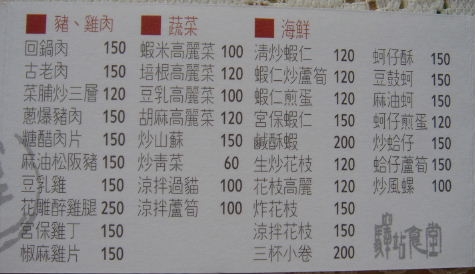 豬、雞肉
回鍋肉 150
古老肉 150
菜脯炒三層 120
蔥爆豬肉 150
糖醋肉片 150
麻油松阪豬 150
豆乳雞 150
花雕醉雞腿 250
宮保雞丁 150
椒麻雞片 150
蔬菜
蝦米高麗菜 100
培根高麗菜 120
豆乳高麗菜 100
胡麻高麗菜 120
炒山蘇 150
炒青菜 60
涼拌過貓 100
涼拌蘆筍 100
海鮮
清炒蝦仁 120
蝦仁炒蘆筍 120
蝦仁煎蛋 120
宮保蝦仁 150
鹹酥蝦 200
生炒花枝 120
花枝高麗 120
炸花枝 150
涼拌花枝 150
三杯小卷 200
蚵仔酥 150
豆鼓蚵 150
麻油蚵 150
蚵仔煎蛋 120
炒蛤仔 150
蛤仔蘆筍 150
炒風螺 100
驛站食堂